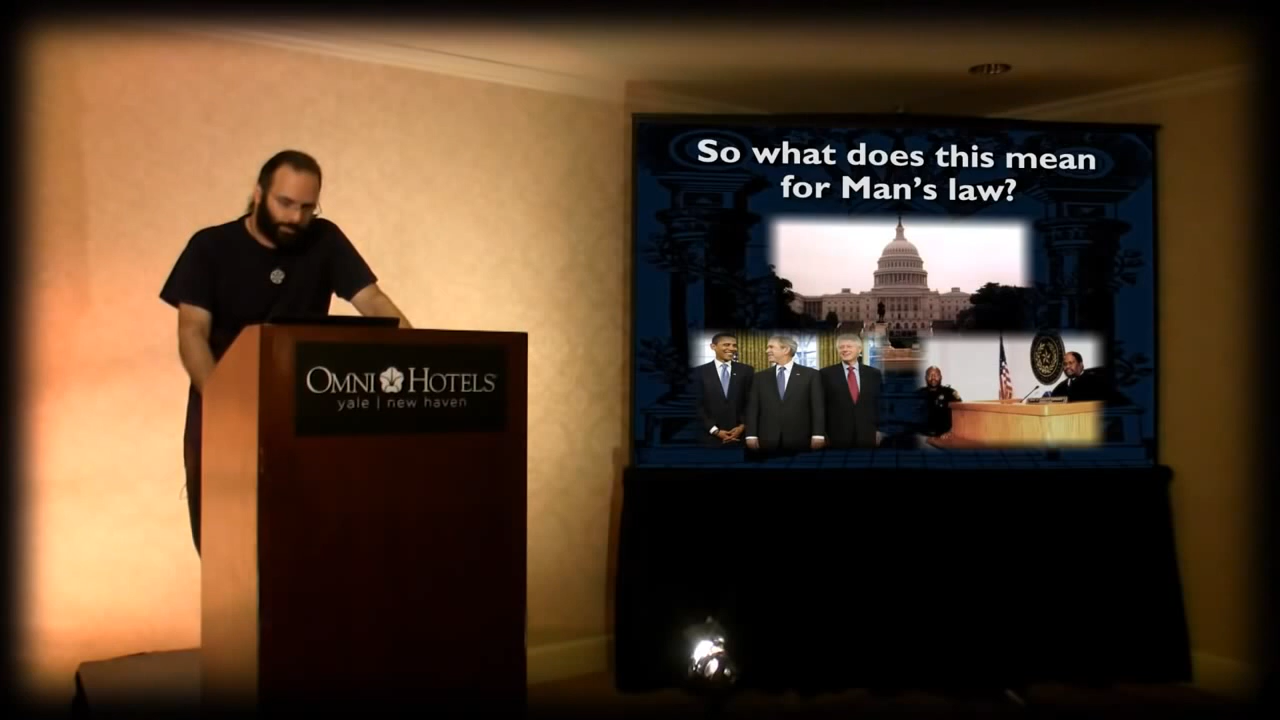 So what does this mean
for Man's law?
OMNI HOTELS
yale | new haven